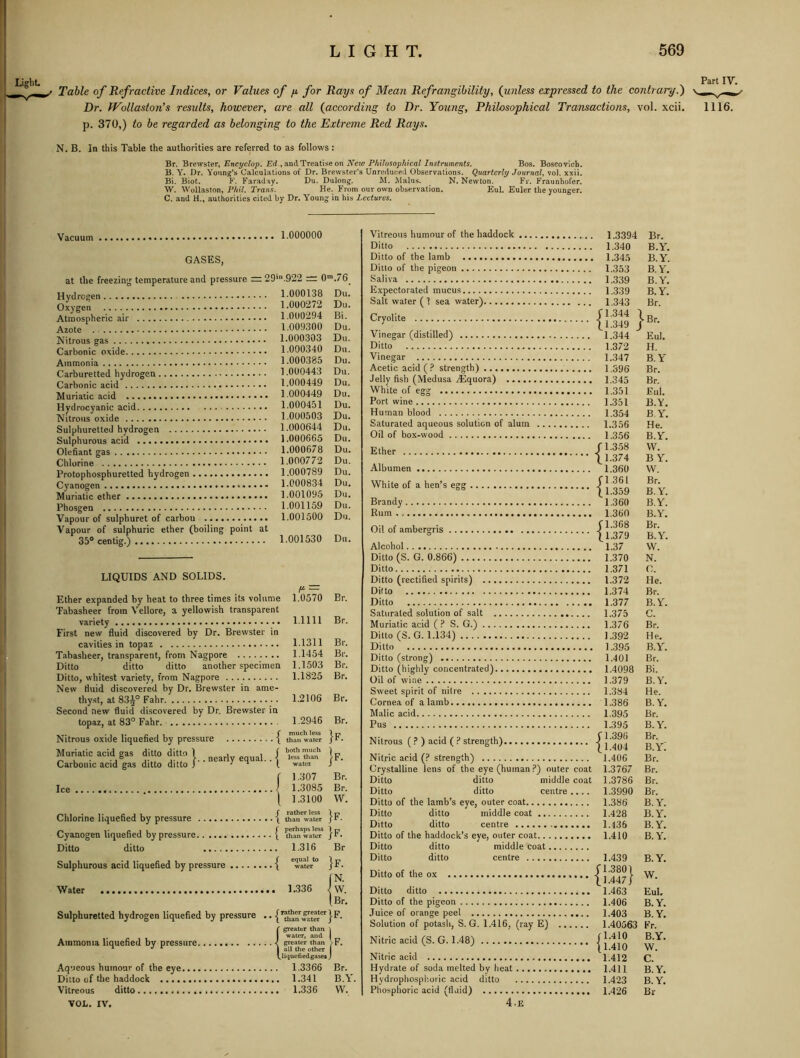 LIGHT. 569
Light.
Part IV.
Table of Refractive Indices, or Values of μ for Rays of Mean Refrangibility, (unless expressed to the contrary.)
Dr. Wollaston's results, however, are all (according to Dr. Young, Philosophical Transactions, vol. xcii.
1116.
p. 370,) to be regarded as belonging to the Extreme Red Rays.
N. B. In this Table the authorities are referred to as follows :
Br. Brewster, Encyclop. Ed., and Treatise on New Philosophical Instruments. Bos. Boscovich.
B. Y. Dr. Young's Calculations of Dr. Brewster's Unreduced Observations. Quarterly Journal, vol. xxii.
Bi. Biot. F. Faraday. Du. Dulong. M. Malus. N. Newton. Fr. Fraunhofer.
W. Wollaston, Phil. Trans. He. From our own observation. Eul. Euler the younger.
C. and H., authorities cited by Dr. Young in his Lectures.
Vacuum 1.000000
GASES,
at the freezing temperature and pressure = 29in.922 = 0m.76
Hydrogen 1.000138 Du.
Oxygen 1.000272 Du.
Atmospheric air 1.000294 Bi.
Azote 1.009300 Du.
Nitrous gas 1.000303 Du.
Carbonic oxide 1.000340 Du.
Ammonia 1.000385 Du.
Carburetted hydrogen 1.000443 Du.
Carbonic acid 1.000449 Du.
Muriatic acid 1.000449 Du.
Hydrocyanic acid 1.000451 Du.
Nitrous oxide 1.000503 Du.
Sulphuretted hydrogen 1.000644 Du.
Sulphurous acid 1.000665 Du.
Olefiant gas 1.000678 Du.
Chlorine 1.000772 Du.
Protophosphuretted hydrogen 1.000789 Du.
Cyanogen 1.000834 Du.
Muriatic ether 1.001095 Du.
Phosgen 1.001159 Du.
Vapour of sulphuret of carbon 1.001500 Du.
Vapour of sulphuric ether (boiling point at
35° centig.) 1.001530 Du.
LIQUIDS AND SOLIDS.
μ =
Ether expanded by heat to three times its volume 1.0570 Br.
Tabasheer from Vellore, a yellowish transparent
variety 1.1111 Br.
First new fluid discovered by Dr. Brewster in
cavities in topaz 1.1311 Br.
Tabasheer, transparent, from Nagpore 1.1454 Br.
Ditto ditto ditto another specimen 1.1503 Br.
Ditto, whitest variety, from Nagpore 1.1825 Br.
New fluid discovered by Dr. Brewster in ame-
thyst, at 83½° Fahr. 1.2106 Br.
Second new fluid discovered by Dr. Brewster in
topaz, at 83° Fahr. 1.2946 Br.
Nitrous oxide liquefied by pressure { much less than water } F.
Muriatic acid gas ditto ditto }
Carbonic acid gas ditto ditto } .. nearly equal.. { both much less than water } F.
Ice { 1.307 Br.
1.3085 Br.
1.3100 W.
Chlorine liquefied by pressure { rather less than water } F.
Cyanogen liquefied by pressure { perhaps less than water } F.
Ditto ditto 1.316 Br
Sulphurous acid liquefied by pressure { equal to water } F.
Water 1.336 { N.
W.
Br.
Sulphuretted hydrogen liquefied by pressure .. { rather greater than water } F.
Ammonia liquefied by pressure { greater than water, and greater than all the other liquefied gases } F.
Aqueous humour of the eye 1.3366 Br.
Ditto of the haddock 1.341 B.Y.
Vitreous ditto 1.336 W.
Vitreous humour of the haddock 1.3394 Br.
Ditto 1.340 B.Y.
Ditto of the lamb 1.345 B.Y.
Ditto of the pigeon 1.353 B.Y.
Saliva 1.339 B.Y.
Expectorated mucus 1.339 B.Y.
Salt water ( ? sea water) 1.343 Br.
Cryolite { 1.344
1.349 } Br.
Vinegar (distilled) 1.344 Eul.
Ditto 1.372 H.
Vinegar 1.347 B.Y
Acetic acid ( ? strength) 1.396 Br.
Jelly fish (Medusa Æquora) 1.345 Br.
White of egg 1.351 Eul.
Port wine 1.351 B.Y.
Human blood 1.354 B.Y.
Saturated aqueous solution of alum 1.356 He.
Oil of box-wood 1.356 B.Y.
Ether { 1.358 W.
1.374 B Y.
Albumen 1.360 W.
White of a hen's egg { 1 361 Br.
1.359 B.Y.
Brandy 1.360 B.Y.
Rum 1.360 B.Y.
Oil of ambergris { 1.368 Br.
1.379 B.Y.
Alcohol 1.37 W.
Ditto (S. G. 0.866) 1.370 N.
Ditto 1.371 C.
Ditto (rectified spirits) 1.372 He.
Ditto 1.374 Br.
Ditto 1.377 B.Y.
Saturated solution of salt 1.375 C.
Muriatic acid ( ? S. G.) 1.376 Br.
Ditto (S. G. 1.134) 1.392 He.
Ditto 1.395 B.Y.
Ditto (strong) 1.401 Br.
Ditto (highly concentrated) 1.4098 Bi.
Oil of wine 1.379 B.Y.
Sweet spirit of nitre 1.384 He.
Cornea of a lamb 1.386 B.Y.
Malic acid 1.395 Br.
Pus 1.395 B.Y.
Nitrous ( ? ) acid ( ? strength) { 1.396 Br.
1.404 B.Y.
Nitric acid (? strength) 1.406 Br.
Crystalline lens of the eye (human ?) outer coat 1.3767 Br.
Ditto ditto middle coat 1.3786 Br.
Ditto ditto centre 1.3990 Br.
Ditto of the lamb's eye, outer coat 1.386 B.Y.
Ditto ditto middle coat 1.428 B.Y.
Ditto ditto centre 1.436 B.Y.
Ditto of the haddock's eye, outer coat 1.410 B.Y.
Ditto ditto middle coat
Ditto ditto centre 1.439 B.Y.
Ditto of the ox { 1.380
1.447 } W.
Ditto ditto 1.463 Eul.
Ditto of the pigeon 1.406 B.Y.
Juice of orange peel 1.403 B.Y.
Solution of potash, S. G. 1.416, (ray E) 1.40563 Fr.
Nitric acid (S. G. 1.48) { 1.410 B.Y.
1.410 W.
Nitric acid 1.412 C.
Hydrate of soda melted by heat 1.411 B.Y.
Hydrophosphoric acid ditto 1.423 B.Y.
Phosphoric acid (fluid) 1.426 Br
VOL. IV.
4 E